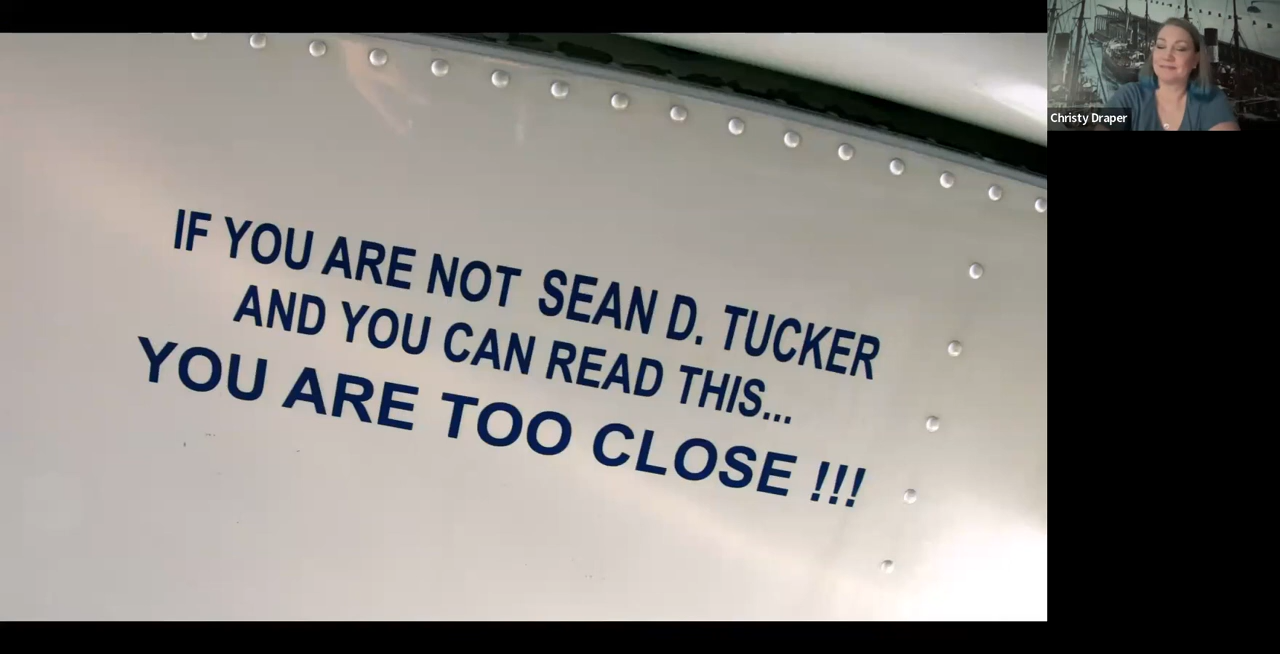 IF YOU ARE NOT SEAN D. TUCKER
AND YOU CAN READ THIS...
YOU ARE TOO CLOSE !!!
Christy Draper